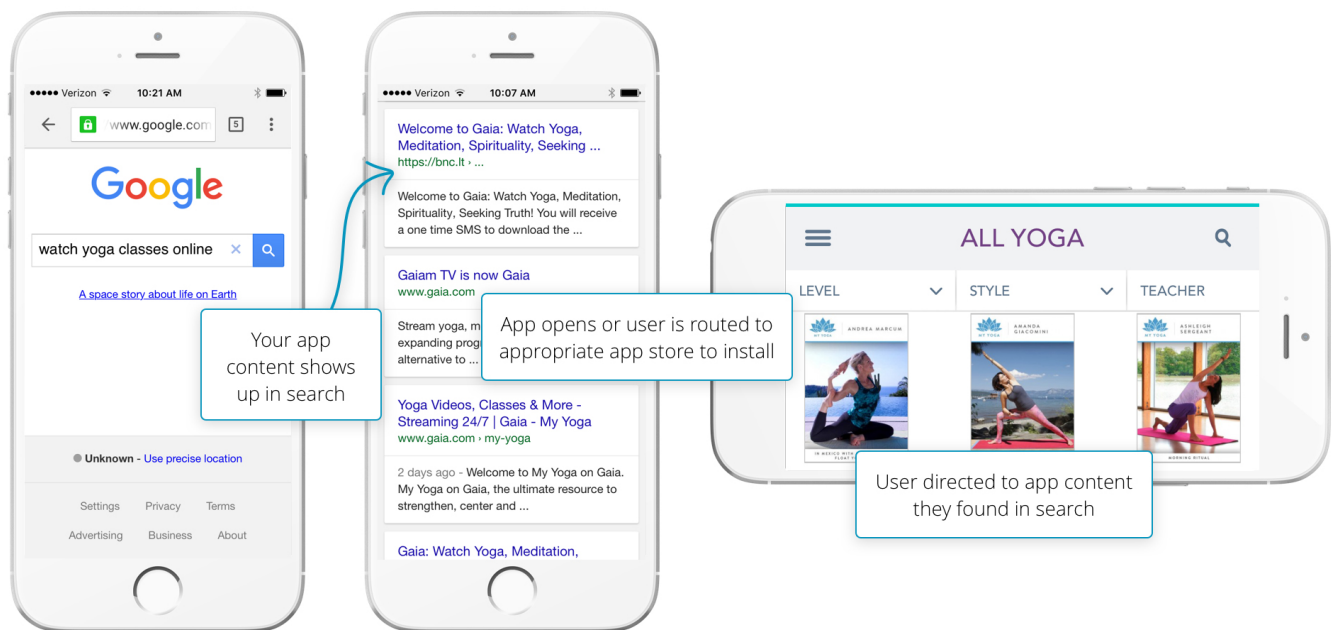 ●●●●● Verizon 10:21 AM
www.google.com 5
Google
watch yoga classes online ×
A space story about life on Earth
Unknown - Use precise location
Settings Privacy Terms
Advertising Business About
Your app
content shows
up in search
●●●●● Verizon 10:07 AM
Welcome to Gaia: Watch Yoga,
Meditation, Spirituality, Seeking ...
https://bnc.lt › ...
Welcome to Gaia: Watch Yoga, Meditation,
Spirituality, Seeking Truth! You will receive
a one time SMS to download the ...
Gaiam TV is now Gaia
www.gaia.com
Stream yoga, m
expanding prog
alternative to ...
Yoga Videos, Classes & More -
Streaming 24/7 | Gaia - My Yoga
www.gaia.com › my-yoga
2 days ago - Welcome to My Yoga on Gaia.
My Yoga on Gaia, the ultimate resource to
strengthen, center and ...
Gaia: Watch Yoga, Meditation,
App opens or user is routed to
appropriate app store to install
ALL YOGA
LEVEL STYLE TEACHER
MY YOGA ANDREA MARCUM
MY YOGA AMANDA GIACOMINI
MY YOGA ASHLEIGH SERGEANT
MORNING RITUAL
User directed to app content
they found in search